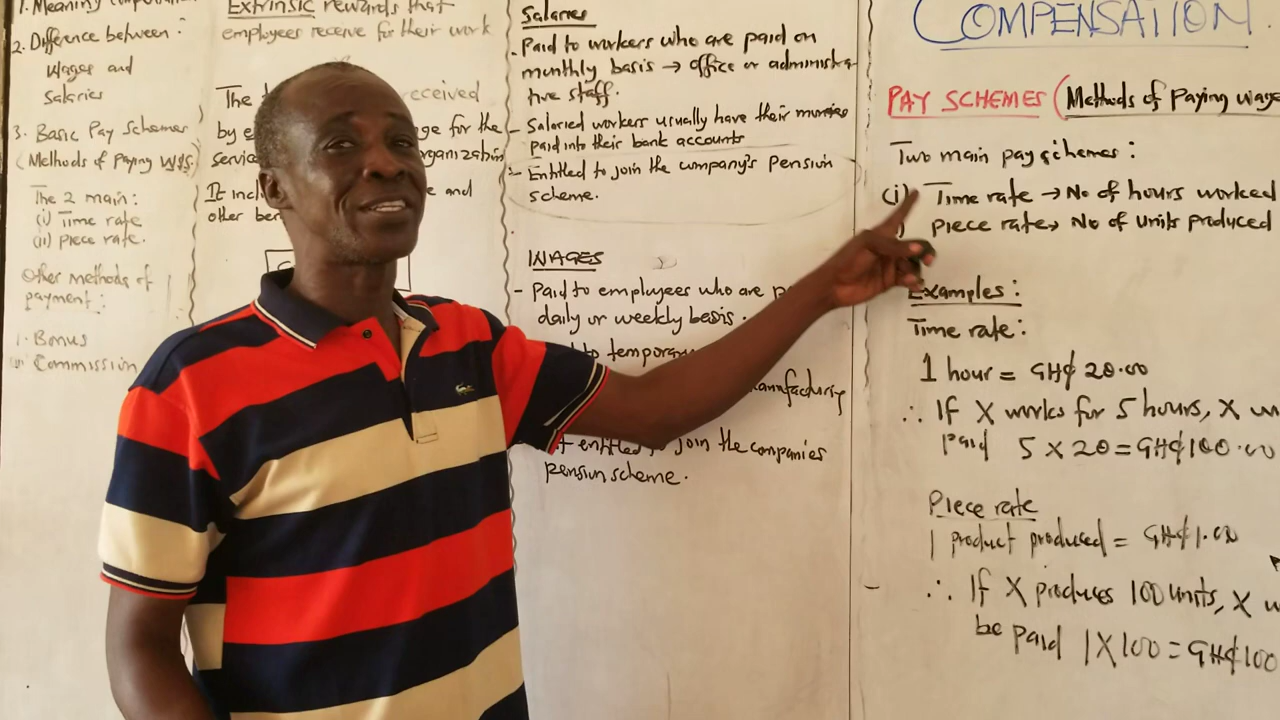 1. Meaning
2. Difference between:
Wages and
Salaries
3. Basic Pay Schemes
(Methods of Paying
The 2 main:
(i) Time rate
(ii) piece rate.
Other methods of
payment:
1. Bonus
Commission
Extrinsic rewards that
employees receive for their work
The
received
by e
ge for the
servic
organization
It incl
e and
other ben
Salaries
- Paid to workers who are paid on
monthly basis → office or administra-
tive staff.
- Salaried workers usually have their monies
paid into their bank accounts
- Entitled to join the company's Pension
scheme.
WAGES
- Paid to employees who are p
daily or weekly basis.
to temporar
manufacturing
entitled to join the companies
pension scheme.
COMPENSATION.
PAY SCHEMES (Methods of Paying Wage
Two main pay schemes:
(i) Time rate → No of hours worked
piece rate → No of units produced
Examples:
Time rate:
1 hour = GH₵ 20.00
∴ If X works for 5 hours, X
paid 5 X 20 = GH₵100.00
Piece rate
1 product produced = GH₵1.00
∴ If X produces 100 units, X
be paid 1 X 100 = GH₵100